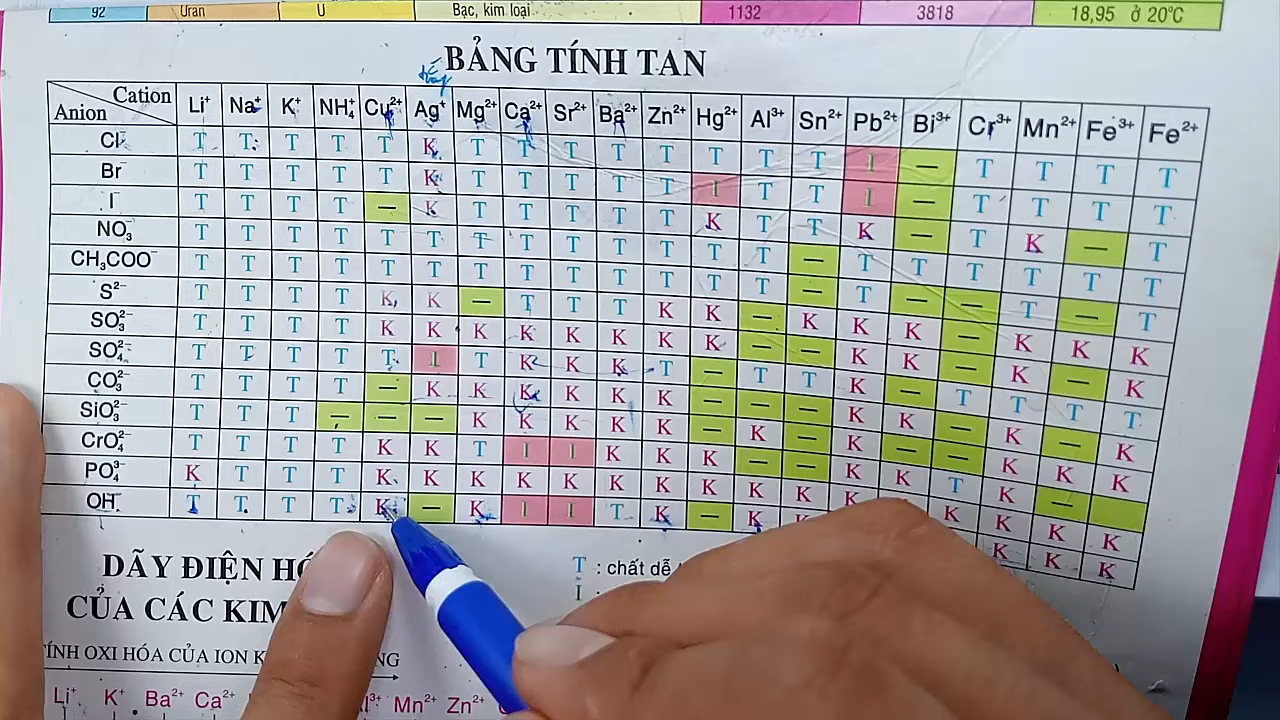 92 Uran U Bạc, kim loại 1132 3818 18,95 ở 20°C
BẢNG TÍNH TAN
Cation Anion Li⁺ Na⁺ K⁺ NH₄⁺ Cu²⁺ Ag⁺ Mg²⁺ Ca²⁺ Sr²⁺ Ba²⁺ Zn²⁺ Hg²⁺ Al³⁺ Sn²⁺ Pb²⁺ Bi³⁺ Cr³⁺ Mn²⁺ Fe³⁺ Fe²⁺
Cl⁻ T T T T T K T T T T T T T T I — T T T T
Br⁻ T T T T T K T T T T T I T T I — T T T T
I⁻ T T T T — K T T T T T K T T K — T K — T
NO₃⁻ T T T T T T T T T T T T T — T T T T T T
CH₃COO⁻ T T T T T T T T T T T T T — T — — T — T
S²⁻ T T T T K K — T T T K K — K K K — K K K
SO₃²⁻ T T T T K K K K K K K K — — K K — K — K
SO₄²⁻ T T T T T I T K K K T — T T K — T T T T
CO₃²⁻ T T T T — K K K K K K — — — K K — K — K
SiO₃²⁻ T T T — — — K K K K K — K — K — — K K K
CrO₄²⁻ T T T T K K T I I K K K — — K K T K —
PO₄³⁻ K T T T K K K K K K K K K K K K K K K
OH⁻ T T T T K — K I I T K — K K K K K
DÃY ĐIỆN HÓ
CỦA CÁC KIM
T : chất dễ
I :
TÍNH OXI HÓA CỦA ION K NG
Li⁺ K⁺ Ba²⁺ Ca²⁺ Al³⁺ Mn²⁺ Zn²⁺